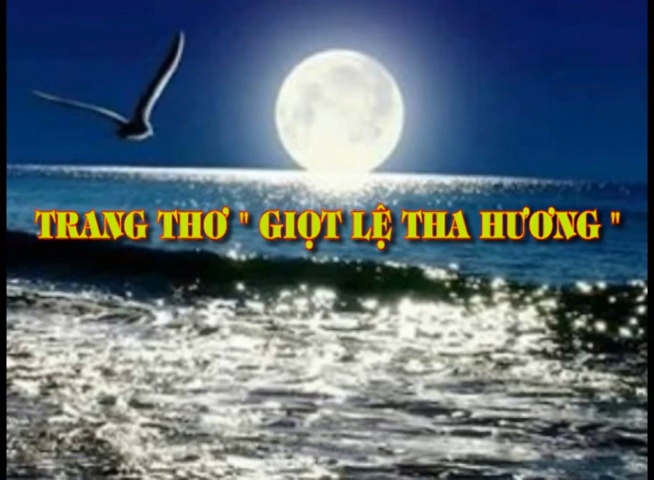 TRANG THƠ " GIỌT LỆ THA HƯƠNG "